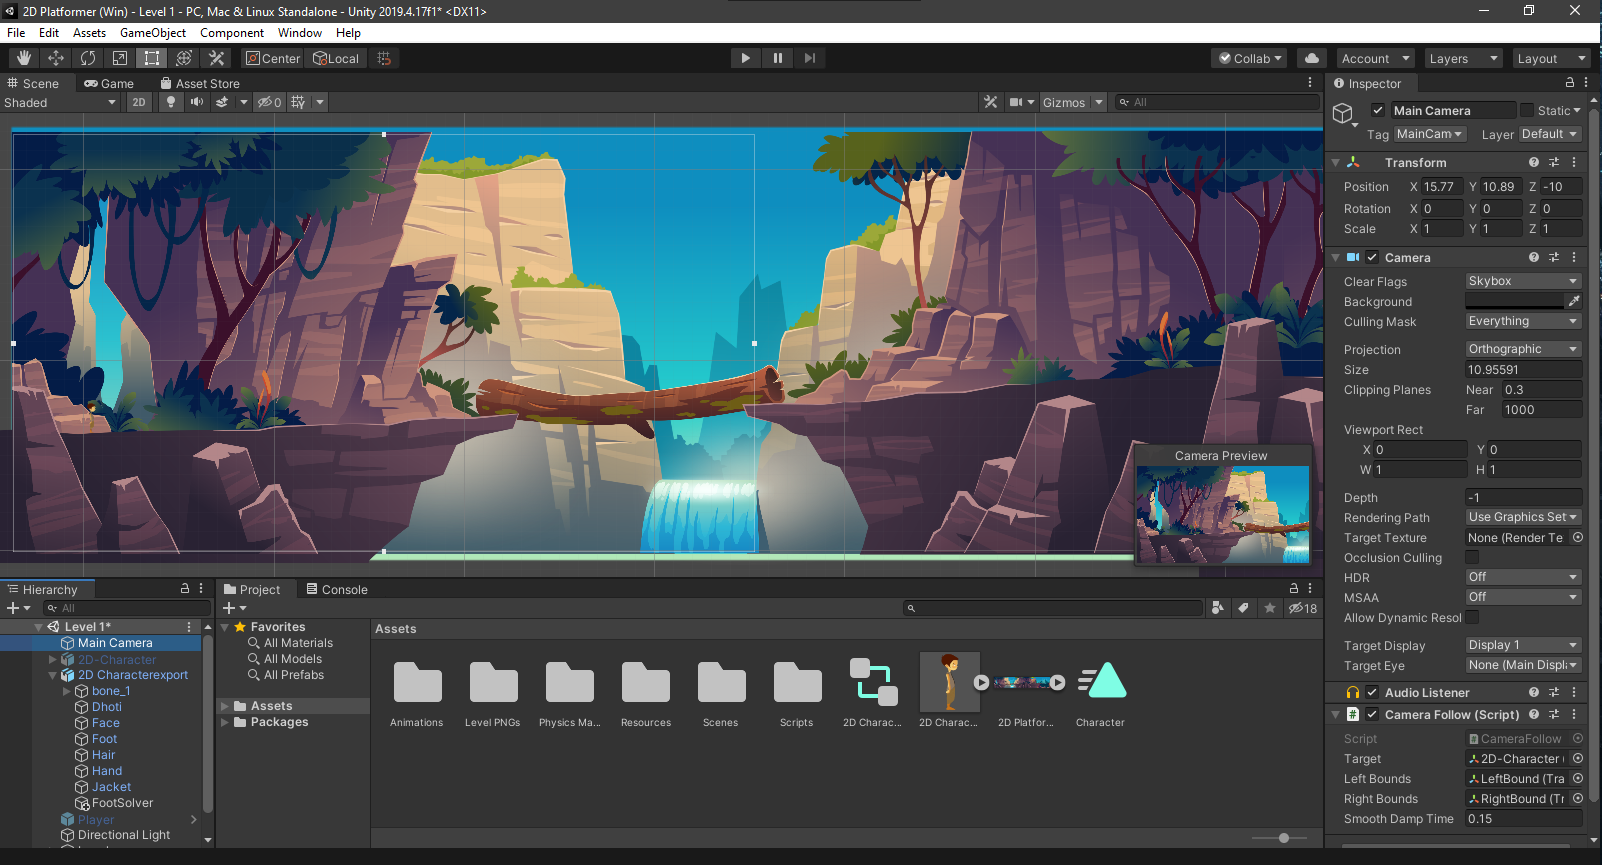 2D Platformer (Win) - Level 1 - PC, Mac & Linux Standalone - Unity 2019.4.17f1* <DX11>
File Edit Assets GameObject Component Window Help
Center Local Collab Account Layers Layout
Scene Game Asset Store
Shaded 2D 0 Gizmos All
Camera Preview
Inspector
Main Camera Static
Tag MainCam Layer Default
Transform
Position X 15.77 Y 10.89 Z -10
Rotation X 0 Y 0 Z 0
Scale X 1 Y 1 Z 1
Camera
Clear Flags Skybox
Background
Culling Mask Everything
Projection Orthographic
Size 10.95591
Clipping Planes Near 0.3
Far 1000
Viewport Rect
X 0 Y 0
W 1 H 1
Depth -1
Rendering Path Use Graphics Set
Target Texture None (Render Te
Occlusion Culling
HDR Off
MSAA Off
Allow Dynamic Resol
Target Display Display 1
Target Eye None (Main Displa
Audio Listener
Camera Follow (Script)
Script CameraFollow
Target 2D-Character (
Left Bounds LeftBound (Tra
Right Bounds RightBound (Tr
Smooth Damp Time 0.15
Hierarchy
All
Level 1*
Main Camera
2D-Character
2D Characterexport
bone_1
Dhoti
Face
Foot
Hair
Hand
Jacket
FootSolver
Player
Directional Light
Project Console
18
Favorites
All Materials
All Models
All Prefabs
Assets
Packages
Assets
Animations Level PNGs Physics Ma... Resources Scenes Scripts 2D Charac... 2D Charac... 2D Platfor... Character